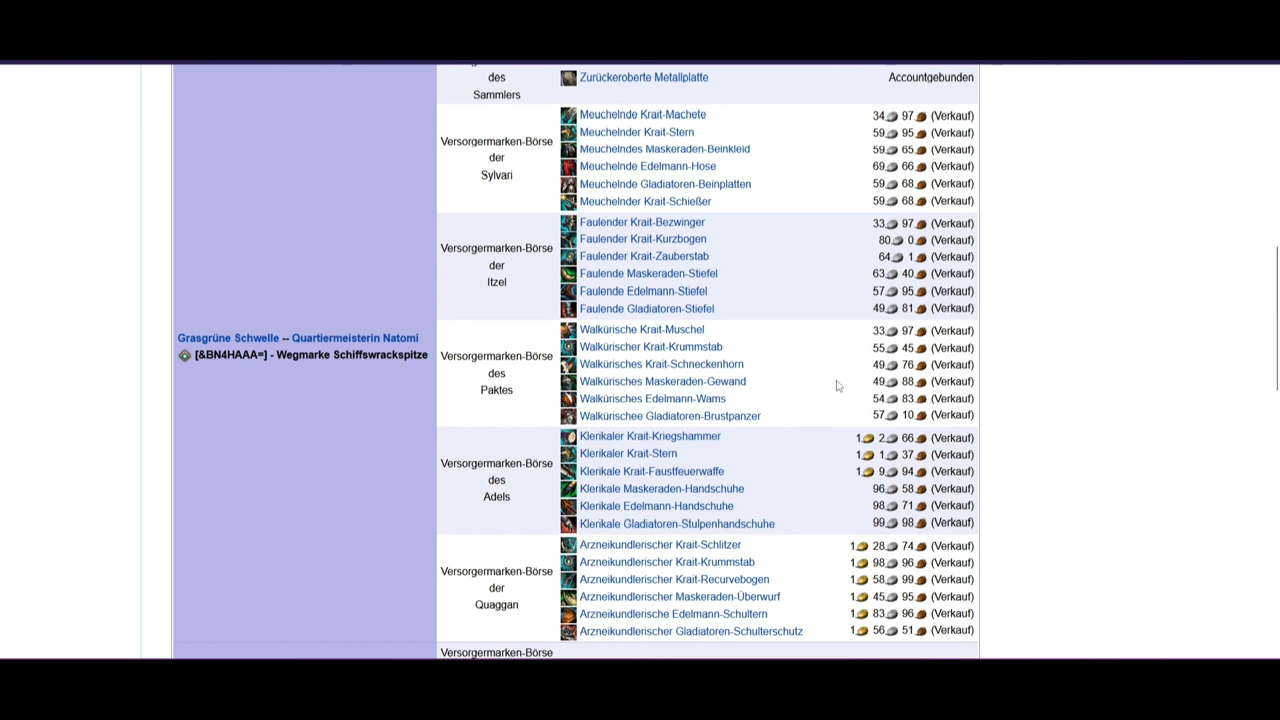 des
Sammlers
Zurückeroberte Metallplatte Accountgebunden
Grasgrüne Schwelle -- Quartiermeisterin Natomi
[&BN4HAAA=] - Wegmarke Schiffswrackspitze
Versorgermarken-Börse
der
Sylvari
Meuchelnde Krait-Machete 34 97 (Verkauf)
Meuchelnder Krait-Stern 59 95 (Verkauf)
Meuchelndes Maskeraden-Beinkleid 59 65 (Verkauf)
Meuchelnde Edelmann-Hose 69 66 (Verkauf)
Meuchelnde Gladiatoren-Beinplatten 59 68 (Verkauf)
Meuchelnder Krait-Schießer 59 68 (Verkauf)
Versorgermarken-Börse
der
Itzel
Faulender Krait-Bezwinger 33 97 (Verkauf)
Faulender Krait-Kurzbogen 80 0 (Verkauf)
Faulender Krait-Zauberstab 64 1 (Verkauf)
Faulende Maskeraden-Stiefel 63 40 (Verkauf)
Faulende Edelmann-Stiefel 57 95 (Verkauf)
Faulende Gladiatoren-Stiefel 49 81 (Verkauf)
Versorgermarken-Börse
des
Paktes
Walkürische Krait-Muschel 33 97 (Verkauf)
Walkürischer Krait-Krummstab 55 45 (Verkauf)
Walkürisches Krait-Schneckenhorn 49 76 (Verkauf)
Walkürisches Maskeraden-Gewand 49 88 (Verkauf)
Walkürisches Edelmann-Wams 54 83 (Verkauf)
Walkürischee Gladiatoren-Brustpanzer 57 10 (Verkauf)
Versorgermarken-Börse
des
Adels
Klerikaler Krait-Kriegshammer 1 2 66 (Verkauf)
Klerikaler Krait-Stern 1 1 37 (Verkauf)
Klerikale Krait-Faustfeuerwaffe 1 9 94 (Verkauf)
Klerikale Maskeraden-Handschuhe 96 58 (Verkauf)
Klerikale Edelmann-Handschuhe 98 71 (Verkauf)
Klerikale Gladiatoren-Stulpenhandschuhe 99 98 (Verkauf)
Versorgermarken-Börse
der
Quaggan
Arzneikundlerischer Krait-Schlitzer 1 28 74 (Verkauf)
Arzneikundlerischer Krait-Krummstab 1 98 96 (Verkauf)
Arzneikundlerischer Krait-Recurvebogen 1 58 99 (Verkauf)
Arzneikundlerischer Maskeraden-Überwurf 1 45 95 (Verkauf)
Arzneikundlerische Edelmann-Schultern 1 83 96 (Verkauf)
Arzneikundlerischer Gladiatoren-Schulterschutz 1 56 51 (Verkauf)
Versorgermarken-Börse